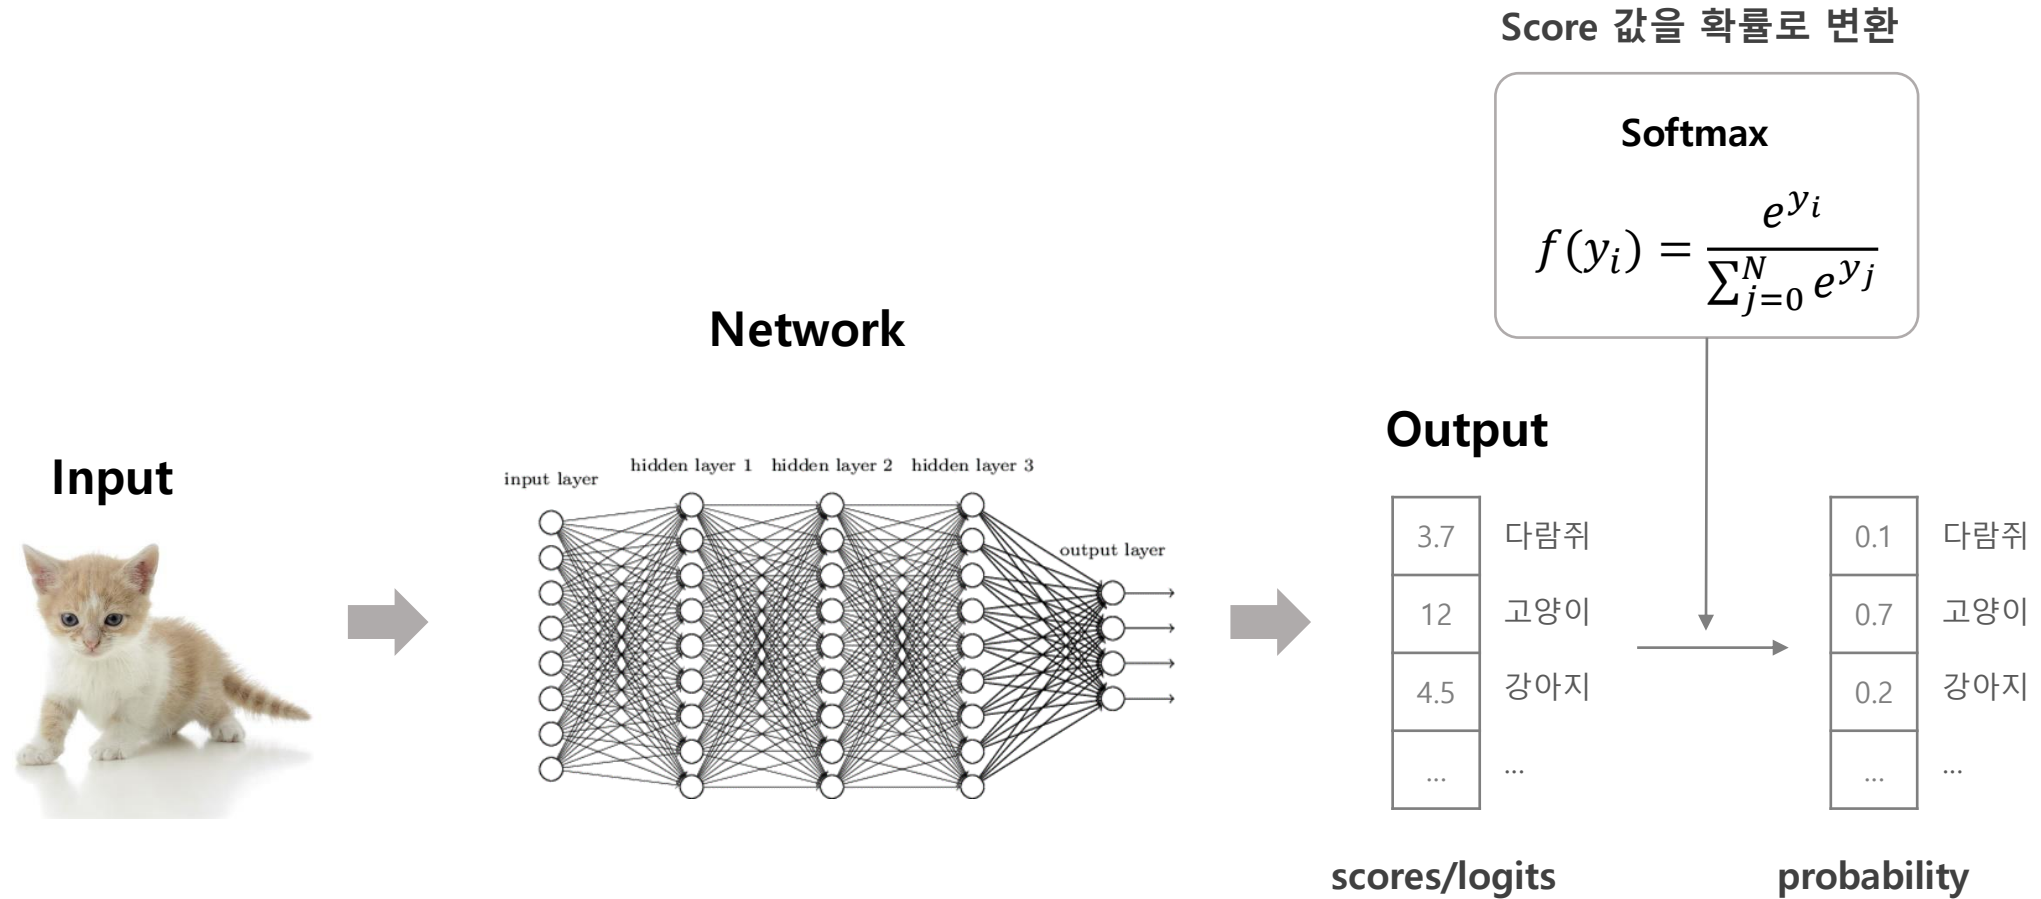 Score 값을 확률로 변환
Softmax
f(y_i) = \frac{e^{y_i}}{\sum_{j=0}^{N} e^{y_j}}
Network
Output
Input
input layer
hidden layer 1 hidden layer 2 hidden layer 3
output layer
3.7 다람쥐
12 고양이
4.5 강아지
... ...
0.1 다람쥐
0.7 고양이
0.2 강아지
... ...
scores/logits
probability